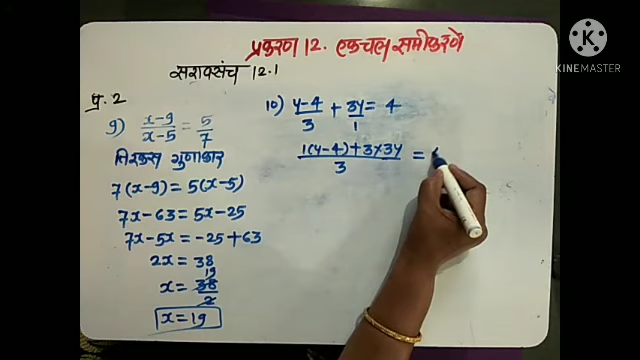 प्रकरण 12. एकचल समीकरणे
सरावसंच 12.1
प्र. 2
9) x-9/x-5 = 5/7
तिरकस गुणाकार
7(x-9) = 5(x-5)
7x-63 = 5x-25
7x-5x = -25+63
2x = 38
x = 38/2 19
x = 19
10) y-4/3 + 3y/1 = 4
1(y-4)+3×3y/3 =
KINEMASTER